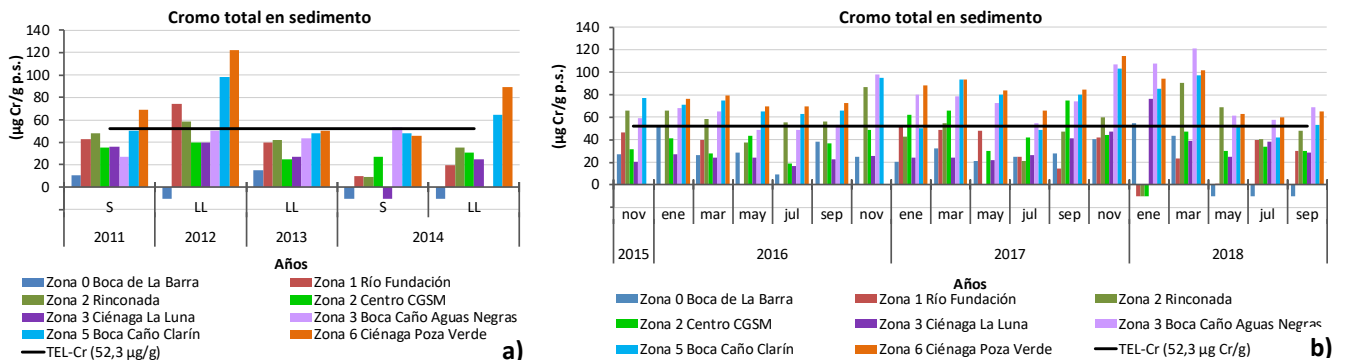 Cromo total en sedimento
(µg Cr/g p.s.)
140
120
100
80
60
40
20
0
-20
S
LL
LL
S
LL
2011
2012
2013
2014
Años
Zona 0 Boca de La Barra
Zona 1 Río Fundación
Zona 2 Rinconada
Zona 2 Centro CGSM
Zona 3 Ciénaga La Luna
Zona 3 Boca Caño Aguas Negras
Zona 5 Boca Caño Clarín
Zona 6 Ciénaga Poza Verde
TEL-Cr (52,3 µg/g)
a)
Cromo total en sedimento
(µg Cr/g p.s.)
140
120
100
80
60
40
20
0
-20
nov ene mar may jul sep nov ene mar may jul sep nov ene mar may jul sep
2015 2016 2017 2018
Años
Zona 0 Boca de La Barra
Zona 1 Río Fundación
Zona 2 Rinconada
Zona 2 Centro CGSM
Zona 3 Ciénaga La Luna
Zona 3 Boca Caño Aguas Negras
Zona 5 Boca Caño Clarín
Zona 6 Ciénaga Poza Verde
TEL-Cr (52,3 µg Cr/g)
b)